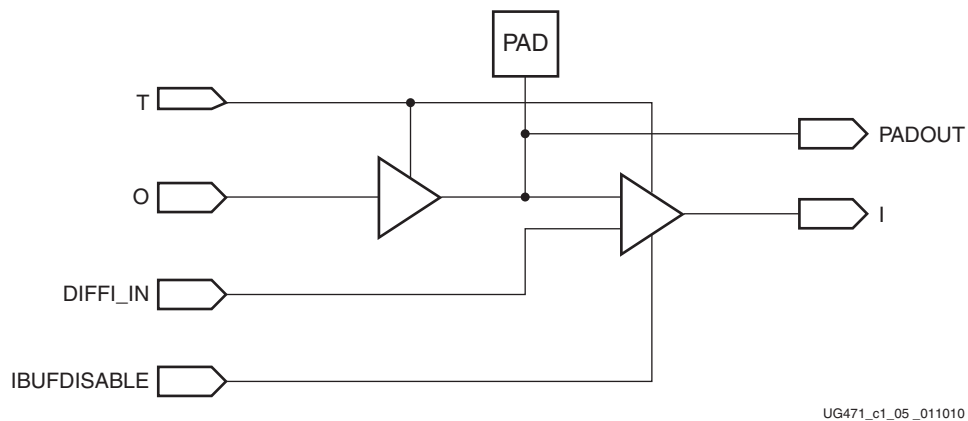 PAD
T
PADOUT
O
I
DIFFI_IN
IBUFDISABLE
UG471_c1_05 _011010